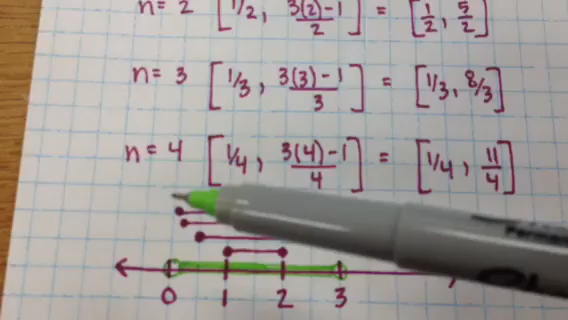 n = 2 [1/2, 3(2)-1/2] = [1/2, 5/2]
n = 3 [1/3, 3(3)-1/3] = [1/3, 8/3]
n = 4 [1/4, 3(4)-1/4] = [1/4, 11/4]
0 1 2 3